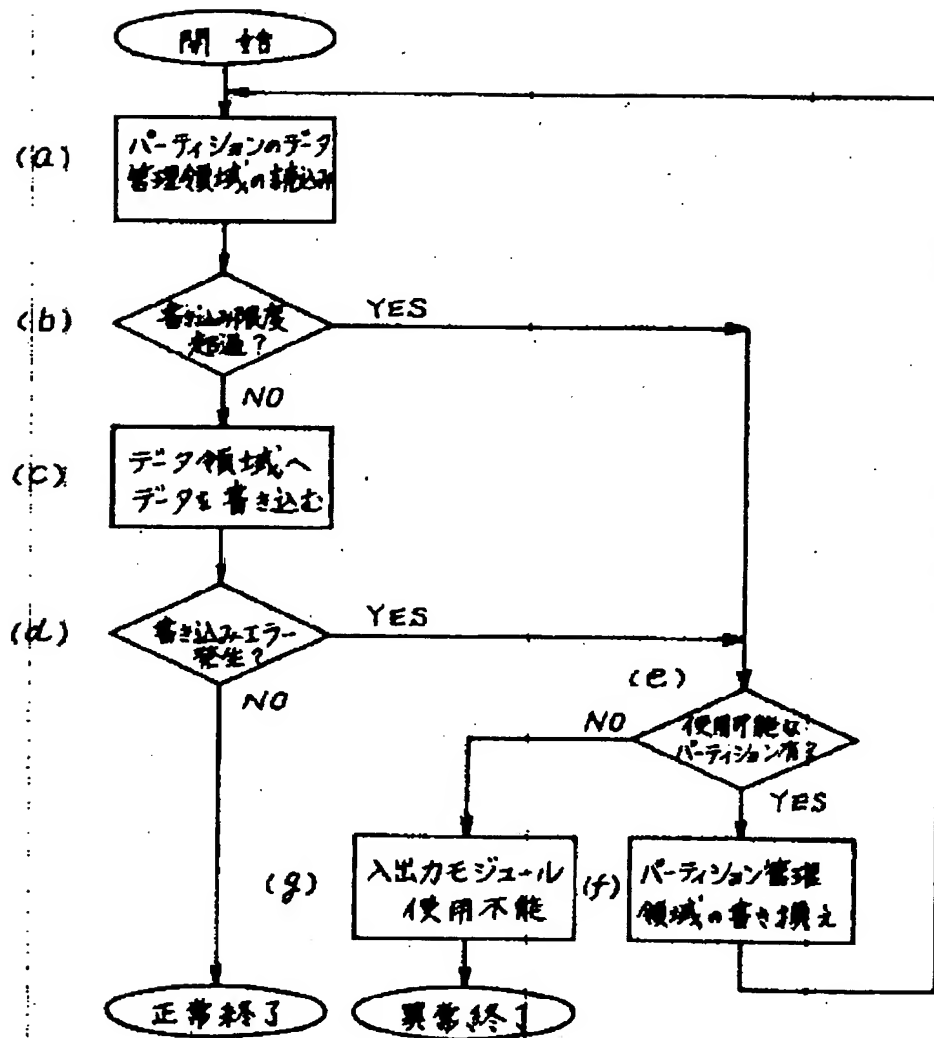 開始
(a)
パーティションのデータ
管理領域の読込み
(b)
書き込み限度
超過?
YES
NO
(c)
データ領域へ
データを書き込む
(d)
書き込みエラー
発生?
YES
NO
(e)
使用可能な
パーティション有?
NO
YES
(g)
入出力モジュール
使用不能
(f)
パーティション管理
領域の書き換え
正常終了
異常終了